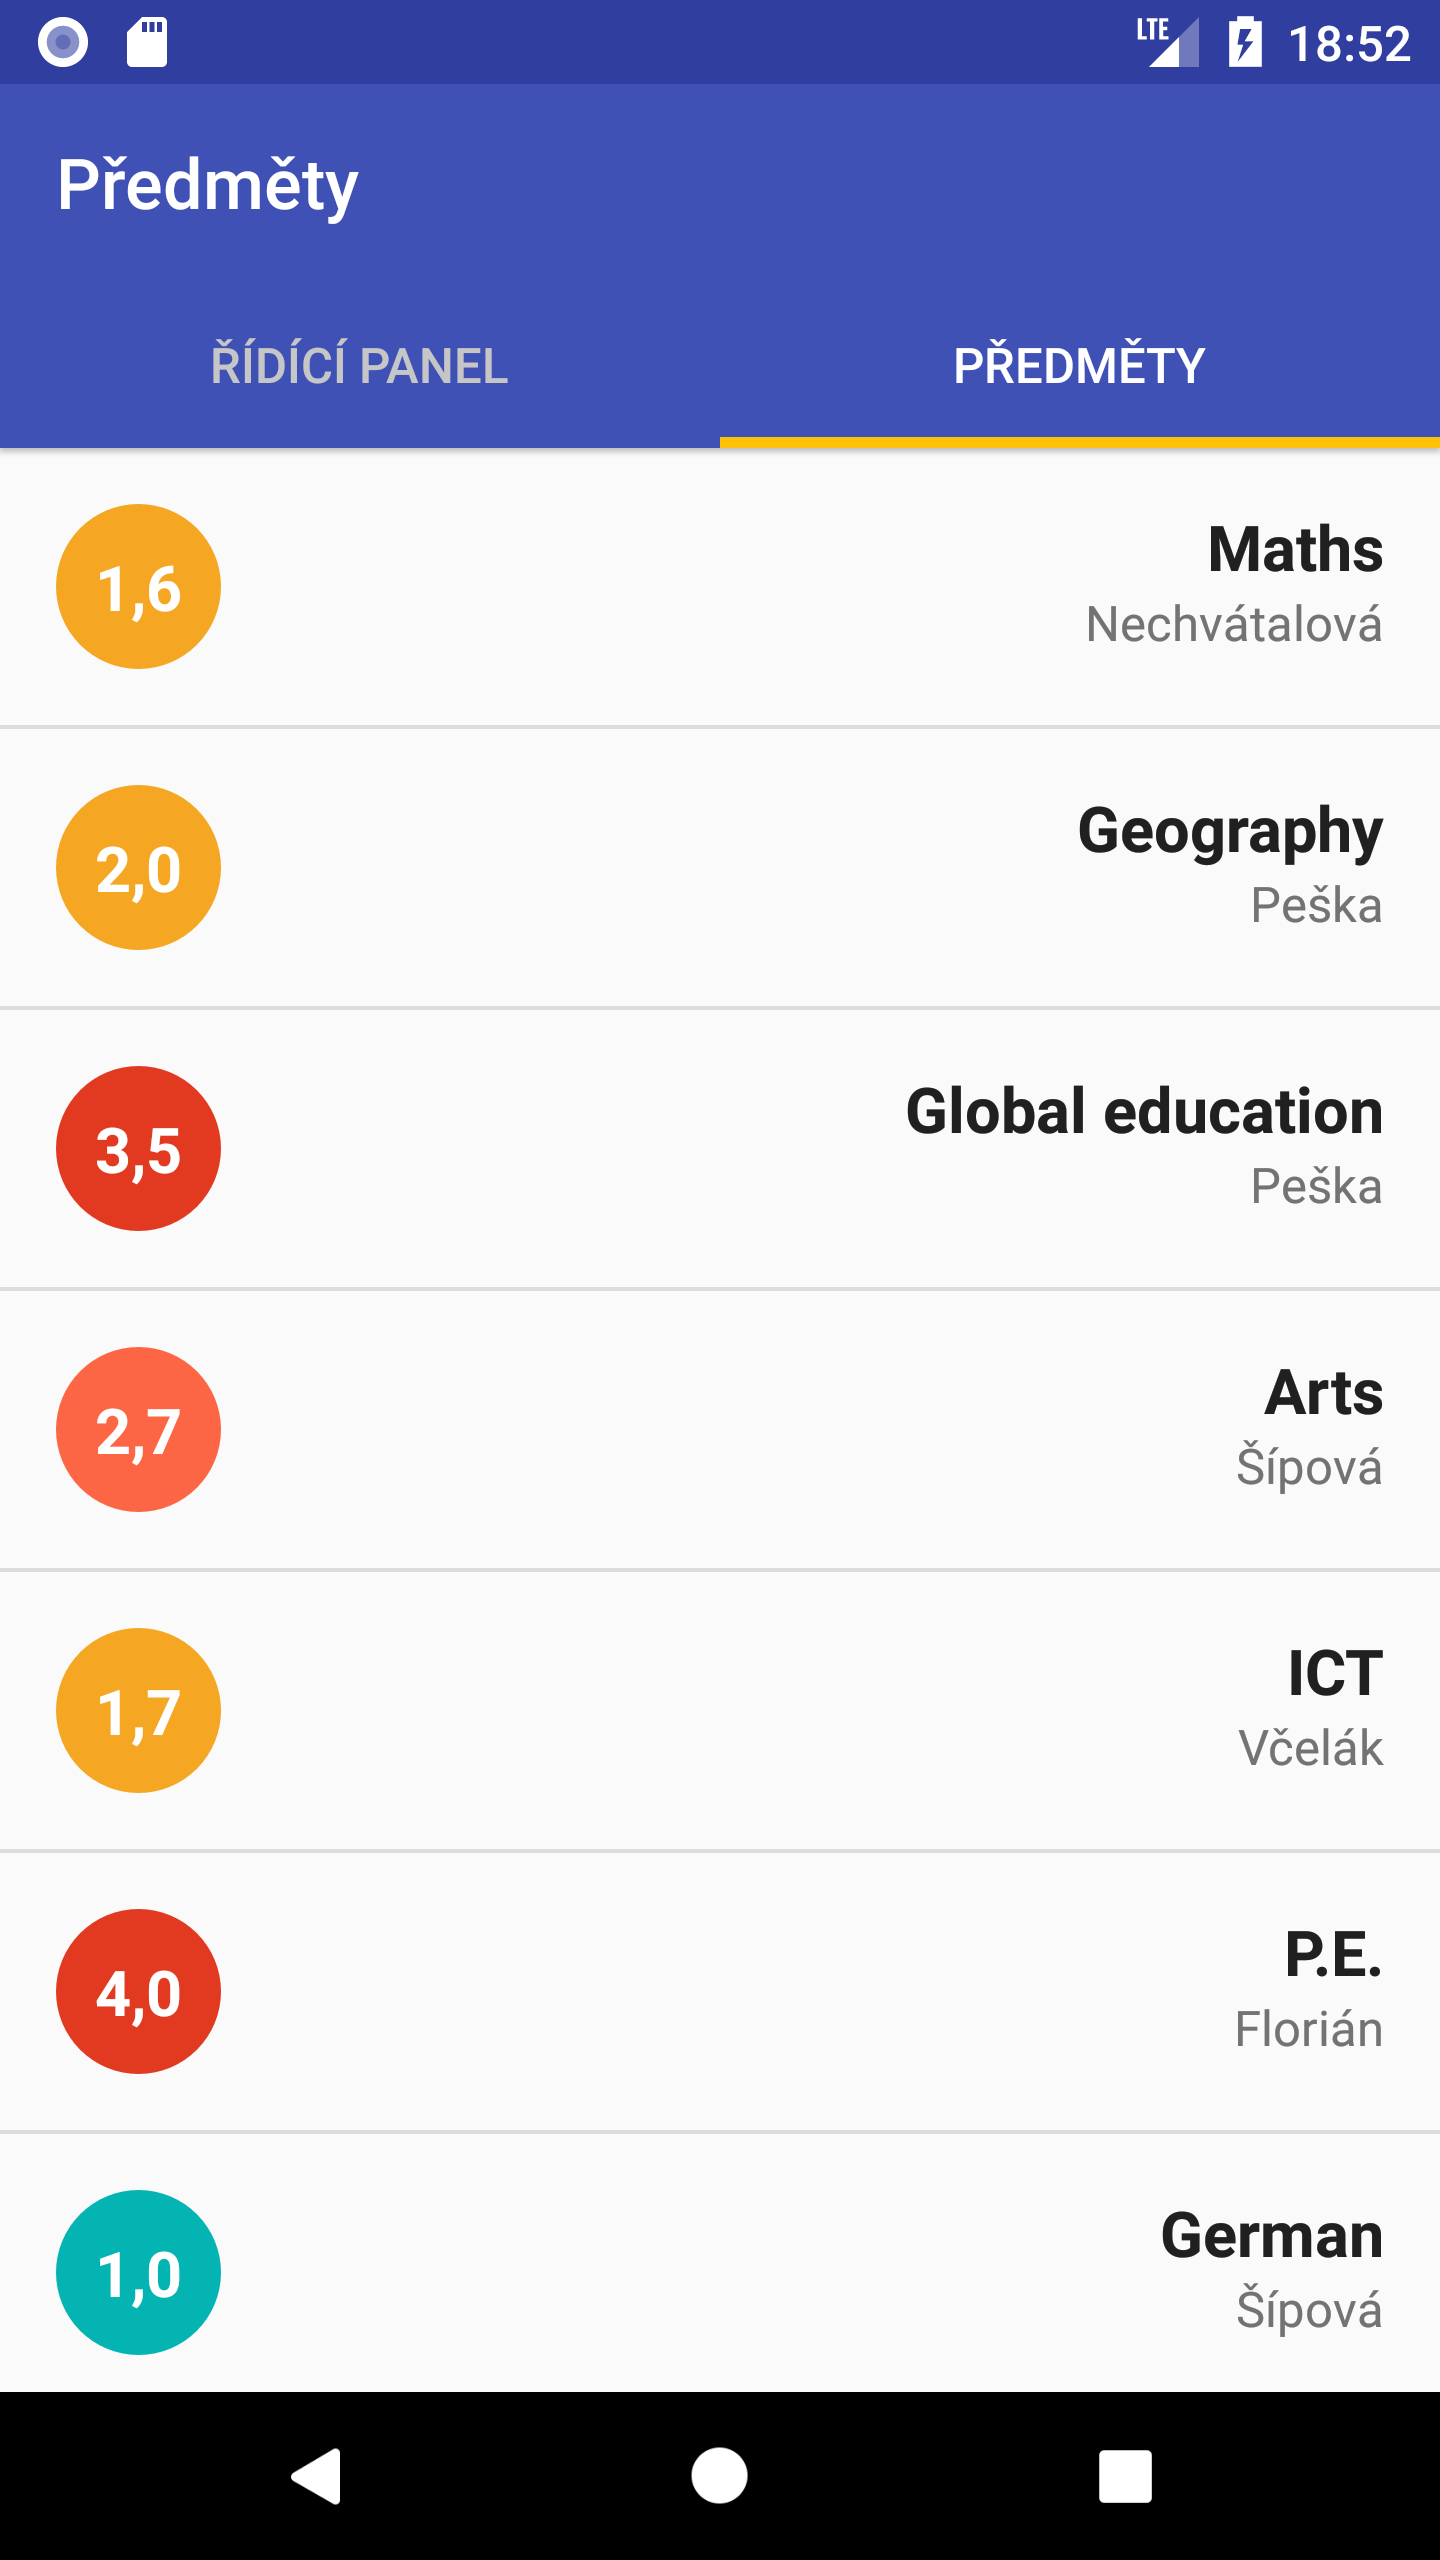 LTE 18:52
Předměty
ŘÍDÍCÍ PANEL PŘEDMĚTY
1,6 Maths
Nechvátalová
2,0 Geography
Peška
3,5 Global education
Peška
2,7 Arts
Šípová
1,7 ICT
Včelák
4,0 P.E.
Florián
1,0 German
Šípová